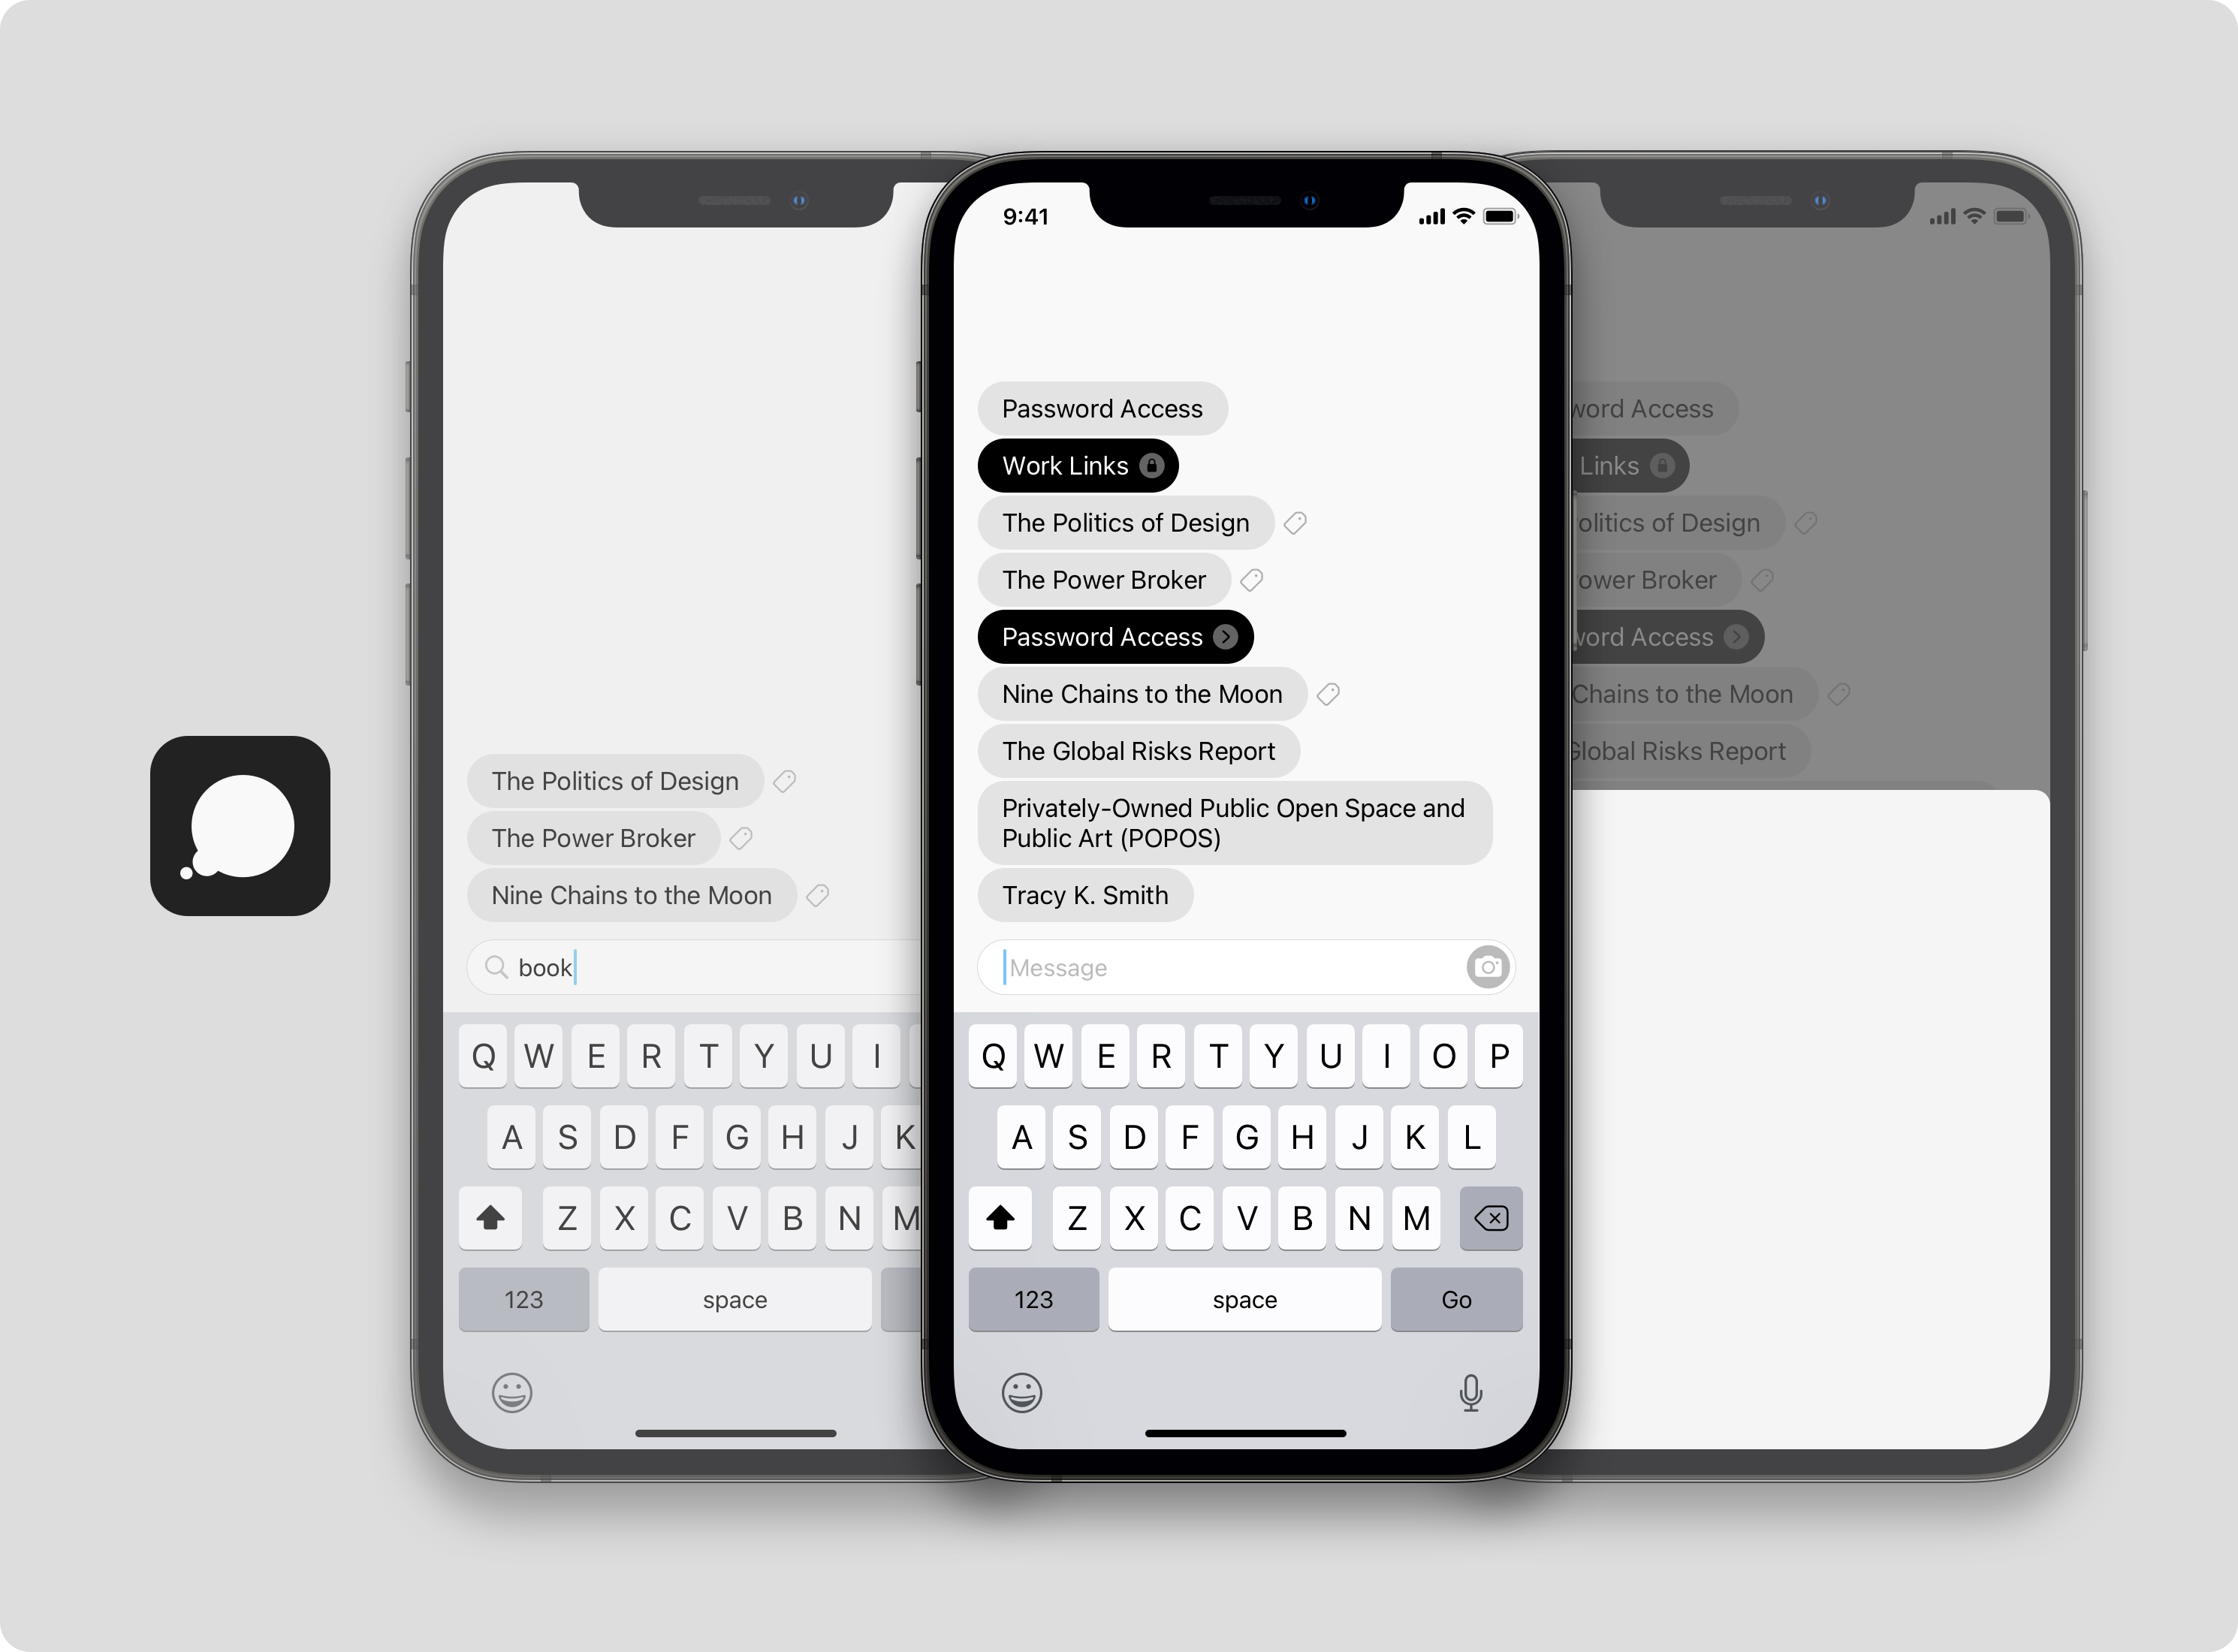 The Politics of Design
The Power Broker
Nine Chains to the Moon
book
Q W E R T Y U I
A S D F G H J K
Z X C V B N M
123 space
9:41
Password Access
Work Links
The Politics of Design
The Power Broker
Password Access
Nine Chains to the Moon
The Global Risks Report
Privately-Owned Public Open Space and
Public Art (POPOS)
Tracy K. Smith
Message
Q W E R T Y U I O P
A S D F G H J K L
Z X C V B N M
123 space Go
word Access
Links
olitics of Design
ower Broker
word Access
Chains to the Moon
Global Risks Report